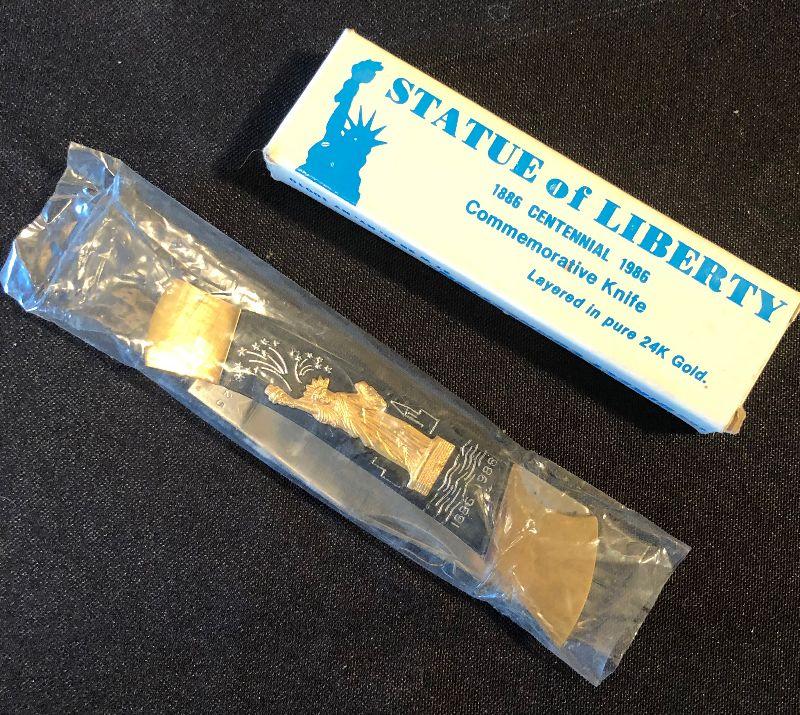 STATUE of LIBERTY
1886 CENTENNIAL 1986
Commemorative Knife
Layered in pure 24K Gold.
1886 1986